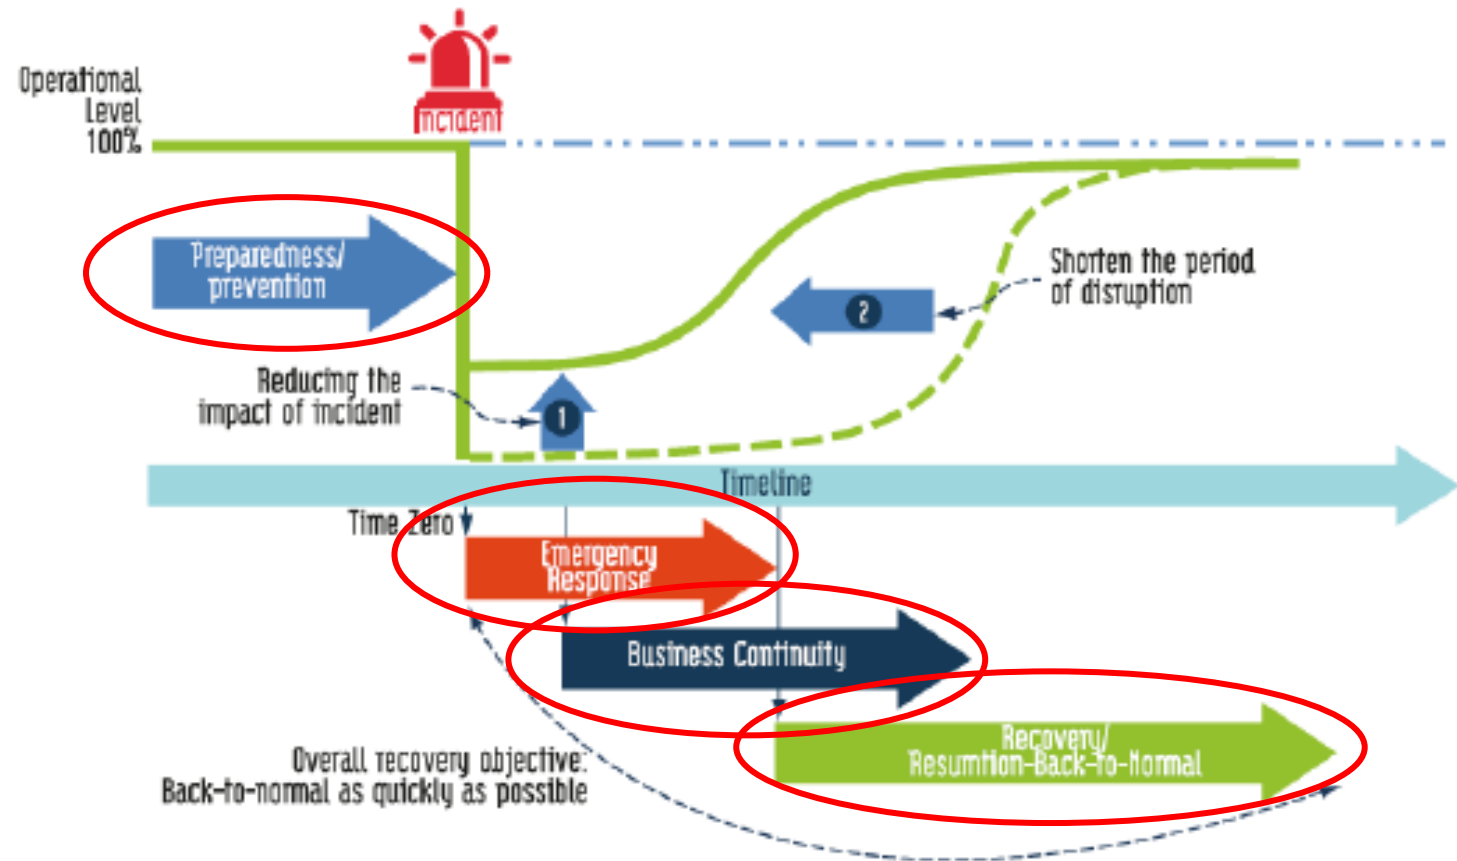 Incident
Operational
Level
100%
Preparedness/
prevention
Shorten the period
of disruption
2
Reducing the
impact of incident
1
Timeline
Time Zero
Emergency
Response
Business Continuity
Recovery/
Resumtion-Back-to-Normal
Overall recovery objective:
Back-to-normal as quickly as possible